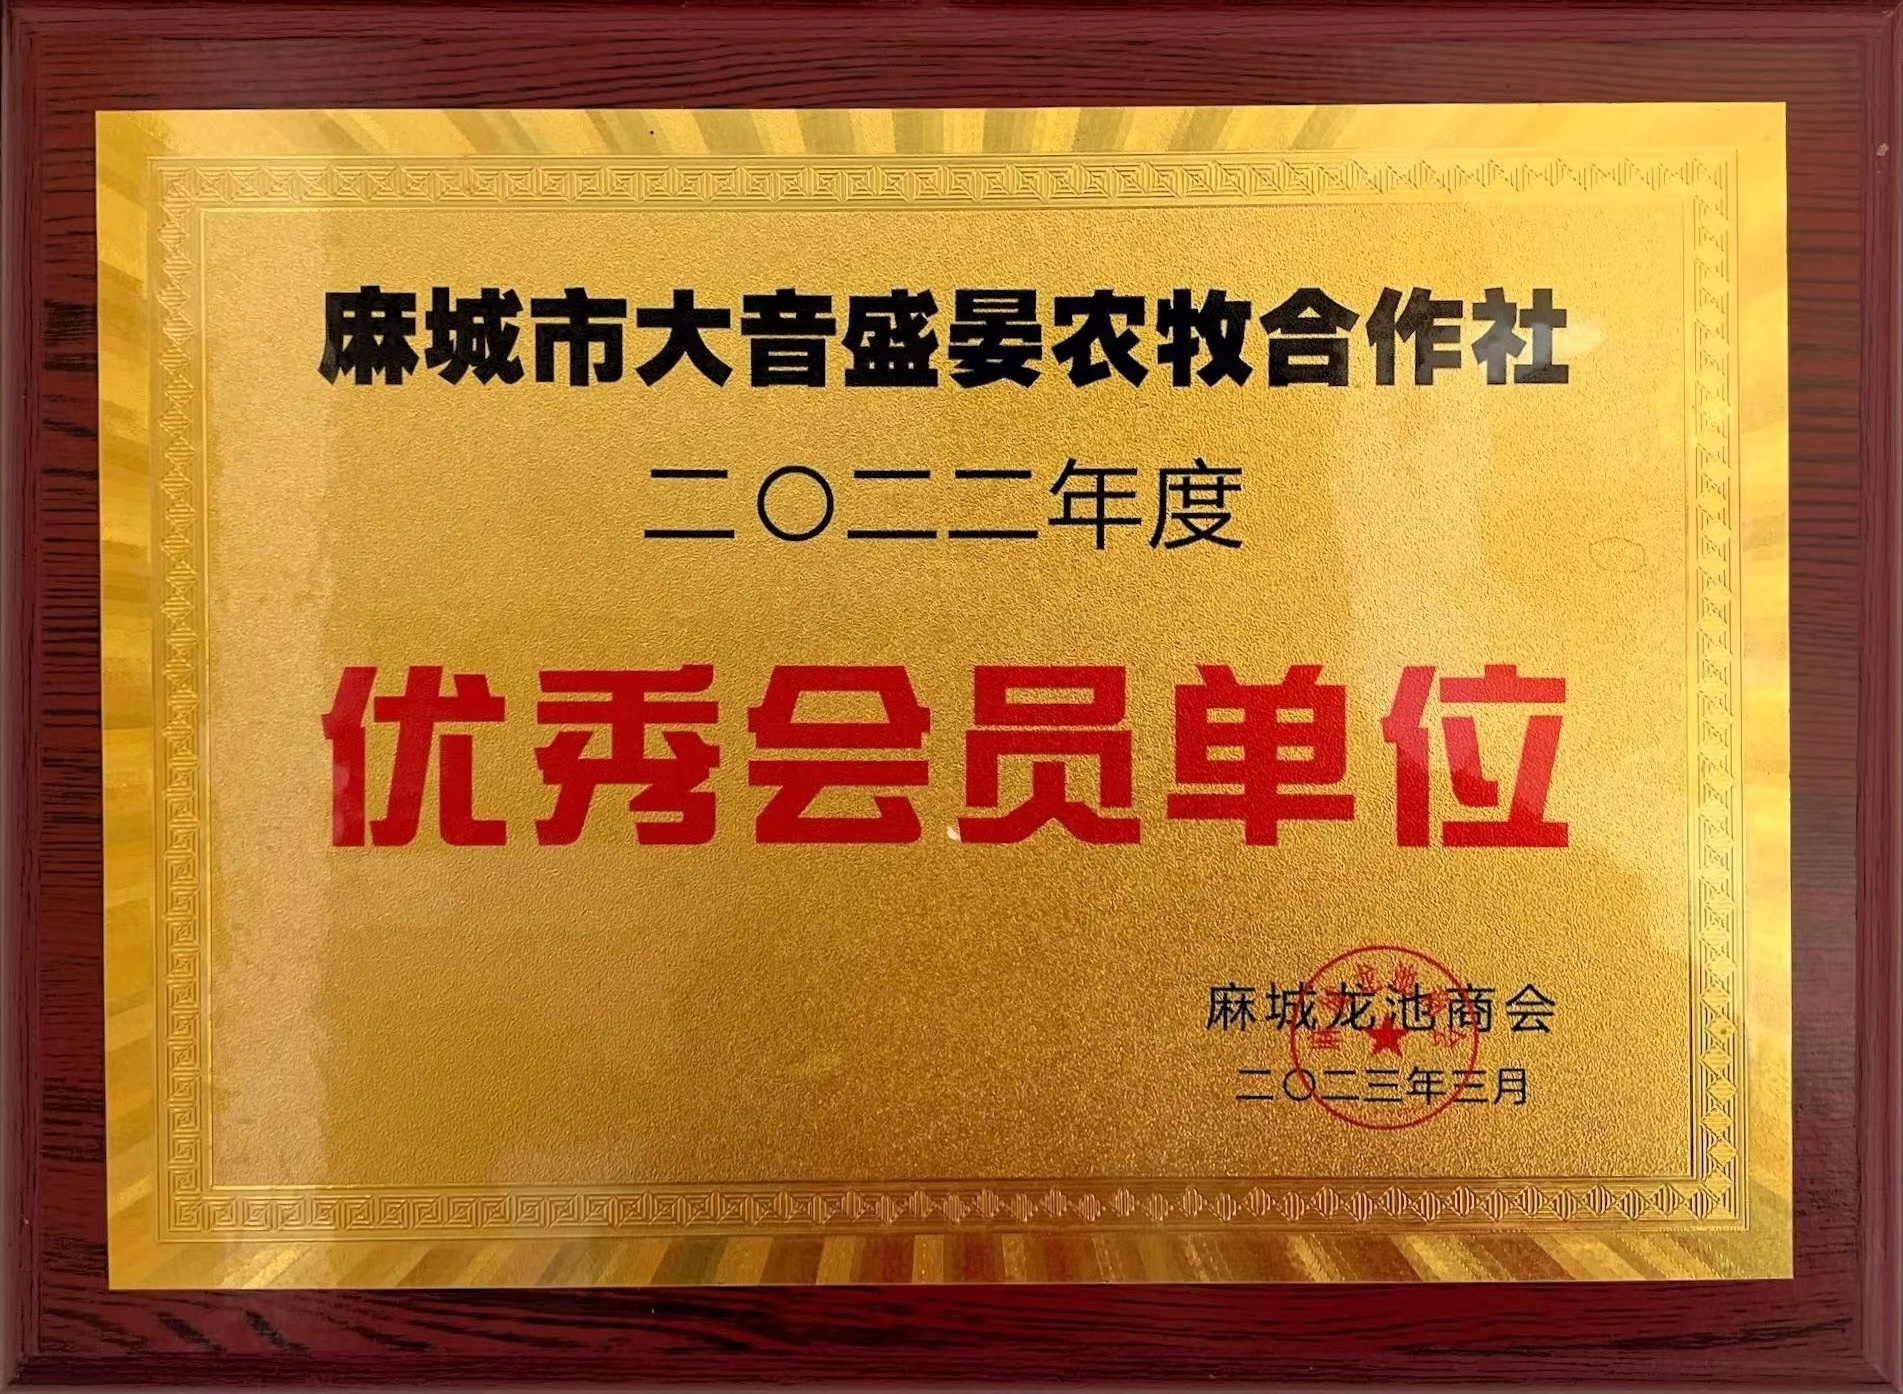 麻城市大音盛晏农牧合作社
二〇二二年度
优秀会员单位
麻城龙池商会
二〇二三年三月